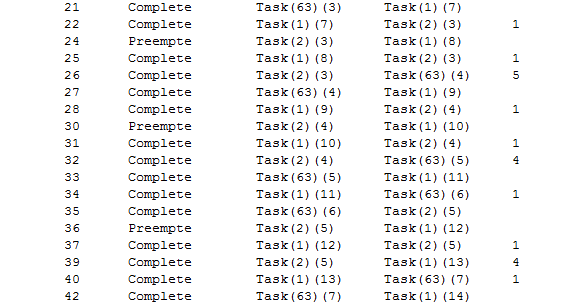 21 Complete Task(63)(3) Task(1)(7)
22 Complete Task(1)(7) Task(2)(3) 1
24 Preempte Task(2)(3) Task(1)(8)
25 Complete Task(1)(8) Task(2)(3) 1
26 Complete Task(2)(3) Task(63)(4) 5
27 Complete Task(63)(4) Task(1)(9)
28 Complete Task(1)(9) Task(2)(4) 1
30 Preempte Task(2)(4) Task(1)(10)
31 Complete Task(1)(10) Task(2)(4) 1
32 Complete Task(2)(4) Task(63)(5) 4
33 Complete Task(63)(5) Task(1)(11)
34 Complete Task(1)(11) Task(63)(6) 1
35 Complete Task(63)(6) Task(2)(5)
36 Preempte Task(2)(5) Task(1)(12)
37 Complete Task(1)(12) Task(2)(5) 1
39 Complete Task(2)(5) Task(1)(13) 4
40 Complete Task(1)(13) Task(63)(7) 1
42 Complete Task(63)(7) Task(1)(14)